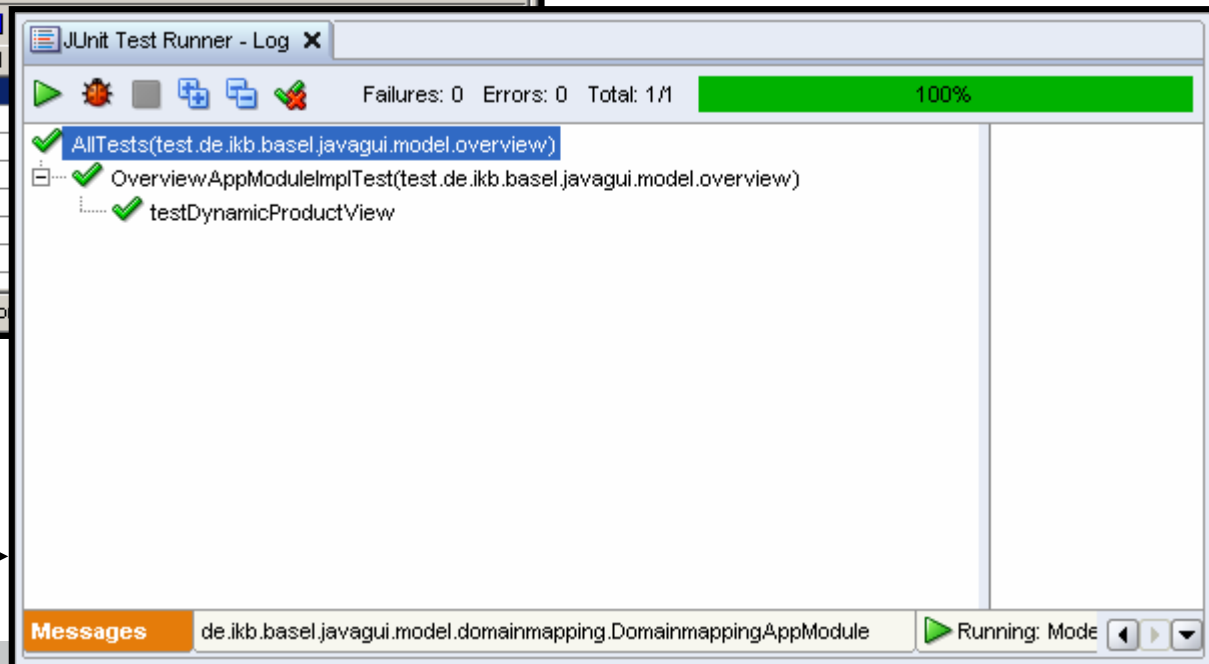 JUnit Test Runner - Log
Failures: 0 Errors: 0 Total: 1/1 100%
AllTests(test.de.ikb.basel.javagui.model.overview)
OverviewAppModuleImplTest(test.de.ikb.basel.javagui.model.overview)
testDynamicProductView
Messages de.ikb.basel.javagui.model.domainmapping.DomainmappingAppModule Running: Mode